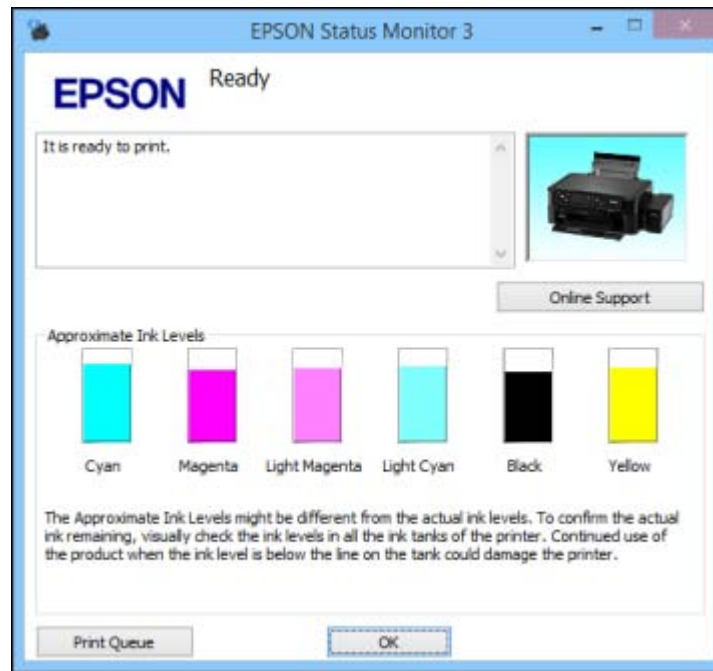 EPSON Status Monitor 3
EPSON
Ready
It is ready to print.
Online Support
Approximate Ink Levels
Cyan
Magenta
Light Magenta
Light Cyan
Black
Yellow
The Approximate Ink Levels might be different from the actual ink levels. To confirm the actual
ink remaining, visually check the ink levels in all the ink tanks of the printer. Continued use of
the product when the ink level is below the line on the tank could damage the printer.
Print Queue
OK